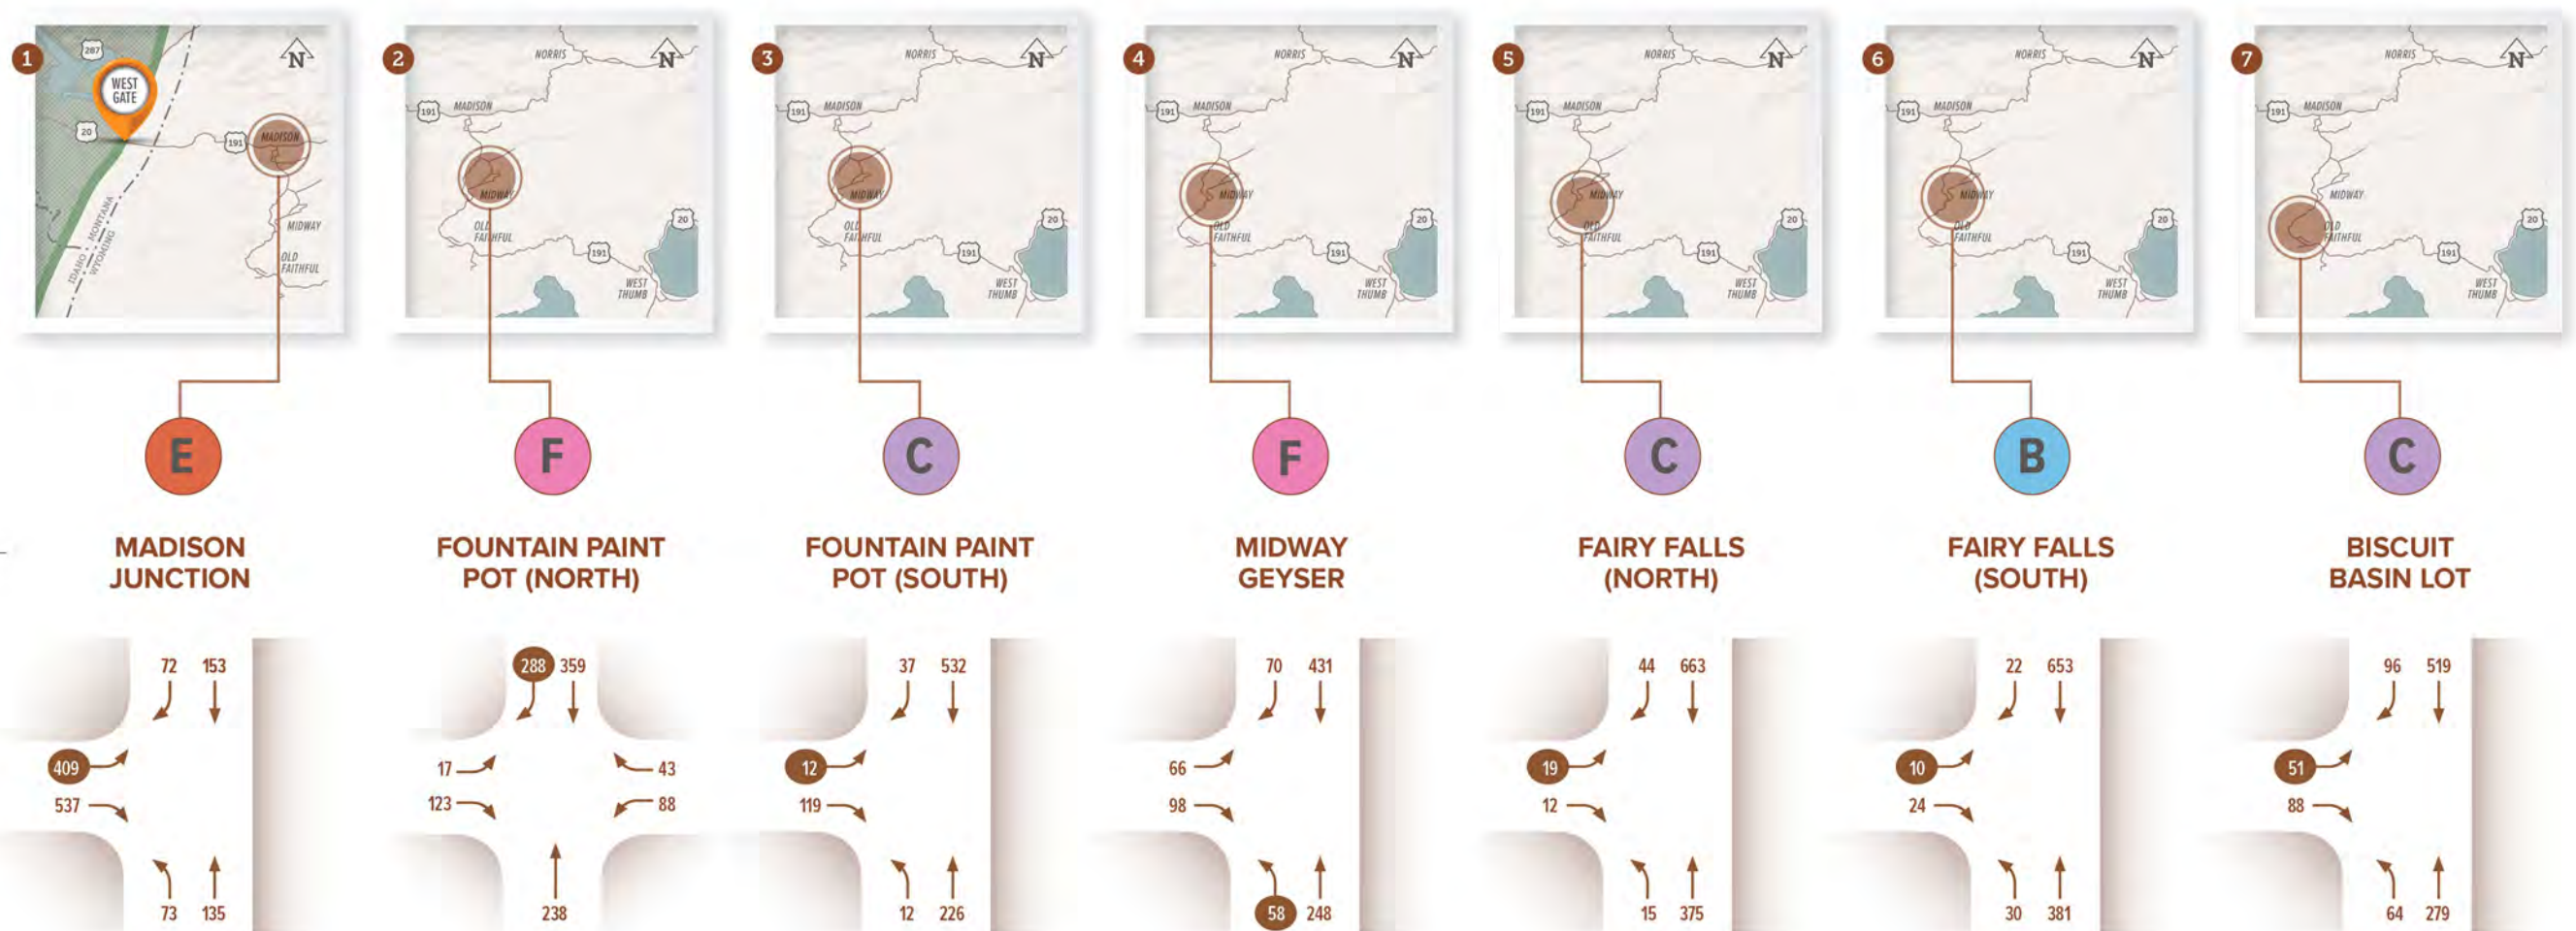 1
287
WEST
GATE
20
N
191
MADISON
MONTANA
IDAHO
WYOMING
MIDWAY
OLD
FAITHFUL
2
NORRIS
N
191
MADISON
MIDWAY
OLD
FAITHFUL
20
191
WEST
THUMB
3
NORRIS
N
191
MADISON
MIDWAY
OLD
FAITHFUL
20
191
WEST
THUMB
4
NORRIS
N
191
MADISON
MIDWAY
OLD
FAITHFUL
20
191
WEST
THUMB
5
NORRIS
N
191
MADISON
MIDWAY
OLD
FAITHFUL
20
191
WEST
THUMB
6
NORRIS
N
191
MADISON
MIDWAY
OLD
FAITHFUL
20
191
WEST
THUMB
7
NORRIS
N
191
MADISON
MIDWAY
OLD
FAITHFUL
20
191
WEST
THUMB
E
F
C
F
C
B
C
MADISON
JUNCTION
FOUNTAIN PAINT
POT (NORTH)
FOUNTAIN PAINT
POT (SOUTH)
MIDWAY
GEYSER
FAIRY FALLS
(NORTH)
FAIRY FALLS
(SOUTH)
BISCUIT
BASIN LOT
72 153
409
537
73 135
288 359
17 43
123 88
238
37 532
12
119
12 226
70 431
66
98
58 248
44 663
19
12
15 375
22 653
10
24
30 381
96 519
51
88
64 279